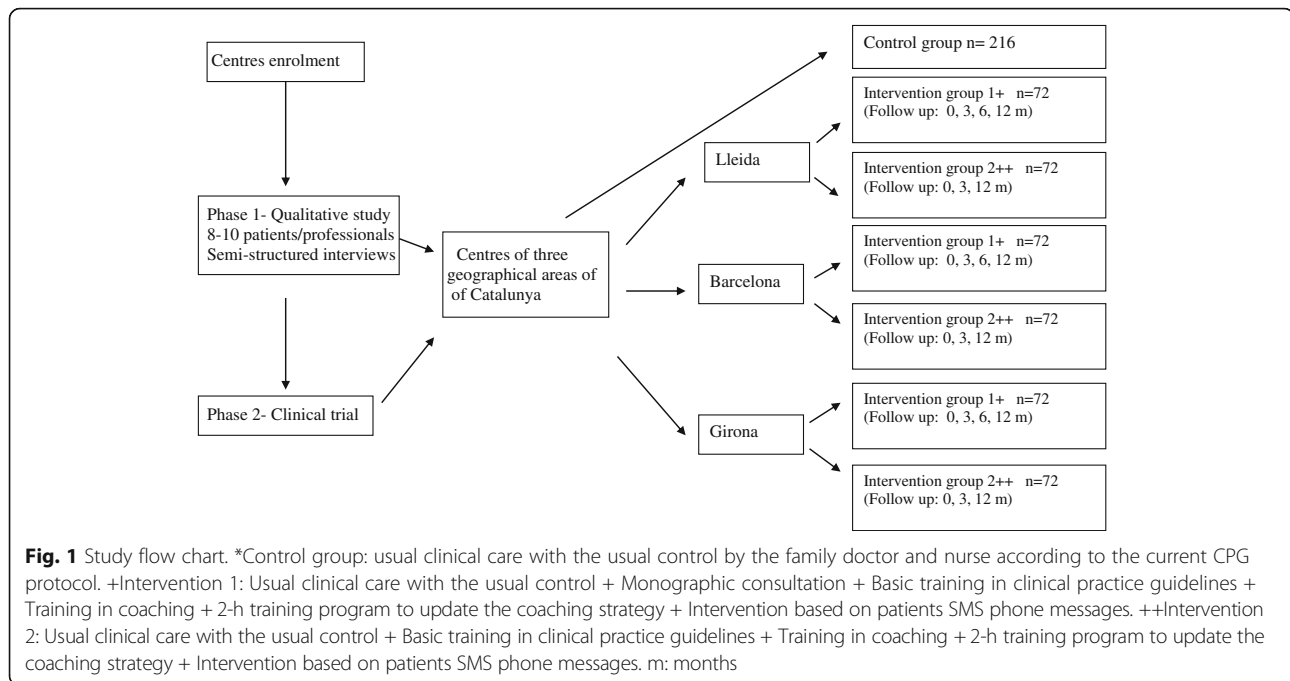 Centres enrolment
Phase 1- Qualitative study
8-10 patients/professionals
Semi-structured interviews
Phase 2- Clinical trial
Centres of three
geographical areas of
of Catalunya
Lleida
Barcelona
Girona
Control group n= 216
Intervention group 1+ n=72
(Follow up: 0, 3, 6, 12 m)
Intervention group 2++ n=72
(Follow up: 0, 3, 12 m)
Intervention group 1+ n=72
(Follow up: 0, 3, 6, 12 m)
Intervention group 2++ n=72
(Follow up: 0, 3, 12 m)
Intervention group 1+ n=72
(Follow up: 0, 3, 6, 12 m)
Intervention group 2++ n=72
(Follow up: 0, 3, 12 m)
Fig. 1 Study flow chart. *Control group: usual clinical care with the usual control by the family doctor and nurse according to the current CPG
protocol. +Intervention 1: Usual clinical care with the usual control + Monographic consultation + Basic training in clinical practice guidelines +
Training in coaching + 2-h training program to update the coaching strategy + Intervention based on patients SMS phone messages. ++Intervention
2: Usual clinical care with the usual control + Basic training in clinical practice guidelines + Training in coaching + 2-h training program to update the
coaching strategy + Intervention based on patients SMS phone messages. m: months